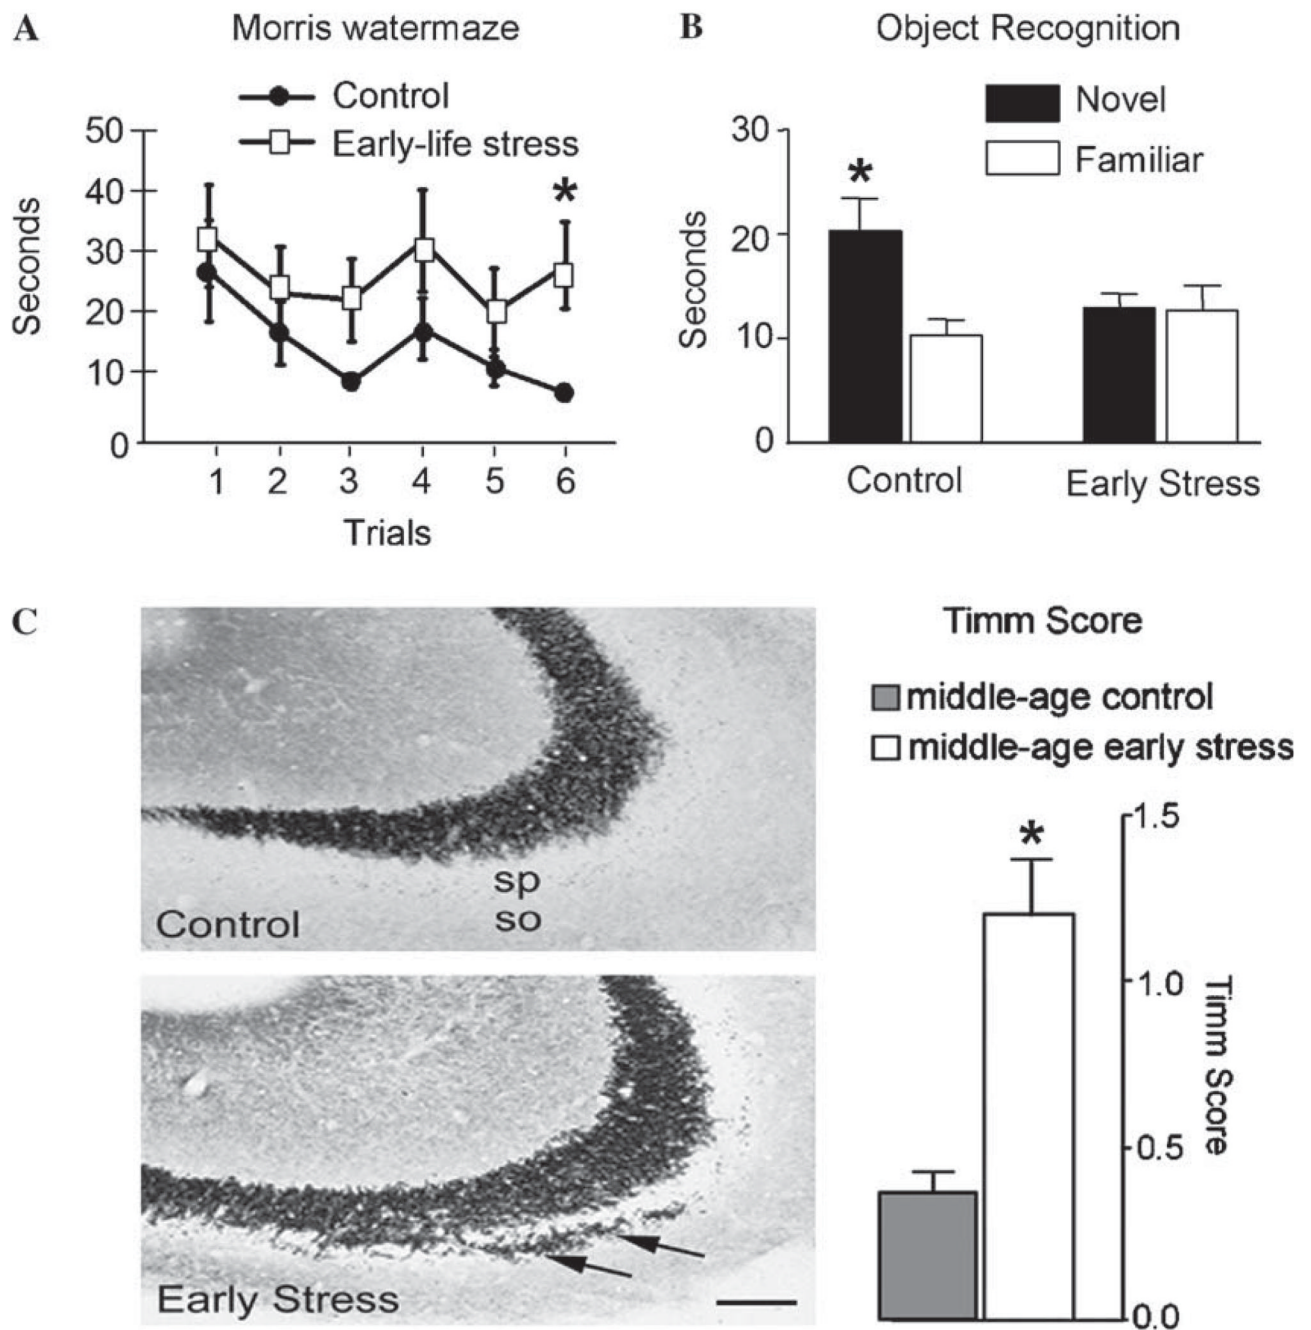 A
Morris watermaze
Control
Early-life stress
50
40
30
20
10
0
Seconds
*
1 2 3 4 5 6
Trials
B
Object Recognition
Novel
Familiar
30
20
10
0
Seconds
*
Control
Early Stress
C
sp
so
Control
Early Stress
Timm Score
middle-age control
middle-age early stress
*
1.5
1.0
0.5
0.0
Timm Score